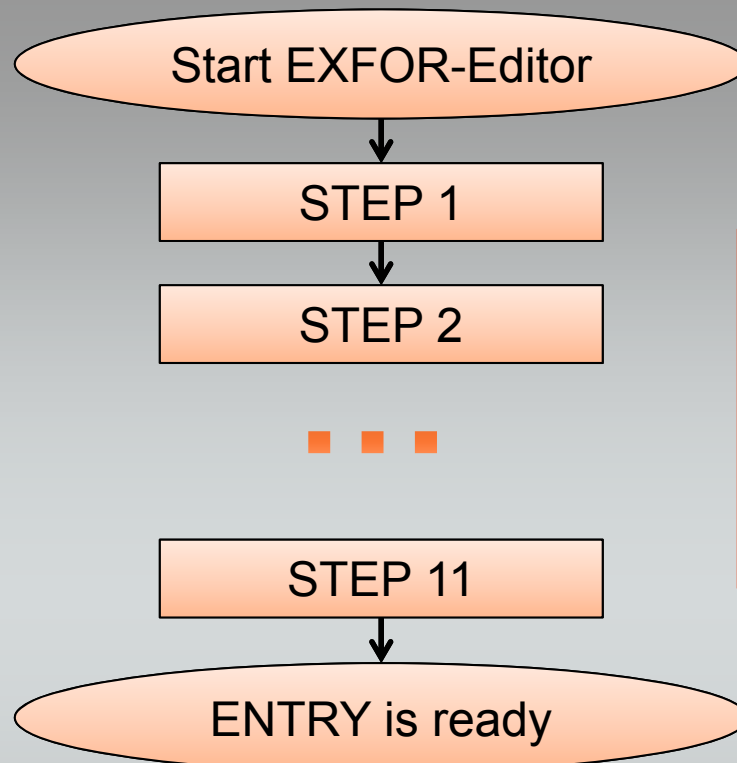 Start EXFOR-Editor
STEP 1
STEP 2
STEP 11
ENTRY is ready